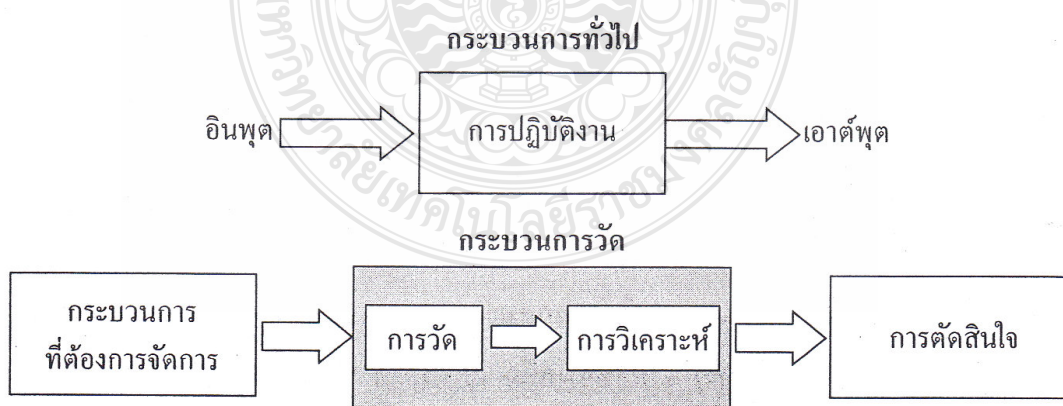 กระบวนการทั่วไป
อินพุต
การปฏิบัติงาน
เอาต์พุต
กระบวนการวัด
กระบวนการ
ที่ต้องการจัดการ
การวัด
การวิเคราะห์
การตัดสินใจ